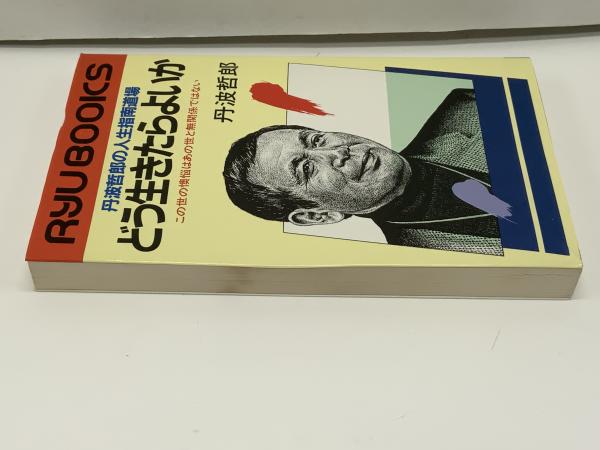 RYU BOOKS
丹波哲郎の人生指南道場
どう生きたらよいか
この世の懊悩はあの世と無関係ではない
丹波哲郎